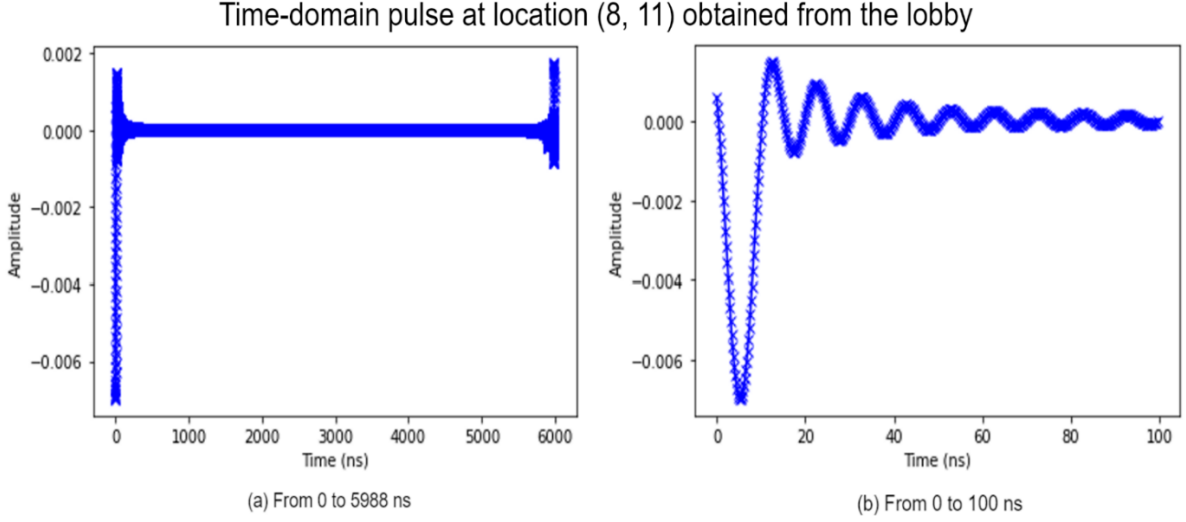 Time-domain pulse at location (8, 11) obtained from the lobby
0.002
0.000
−0.002
−0.004
−0.006
Amplitude
0 1000 2000 3000 4000 5000 6000
Time (ns)
(a) From 0 to 5988 ns
0.000
−0.002
−0.004
−0.006
Amplitude
0 20 40 60 80 100
Time (ns)
(b) From 0 to 100 ns